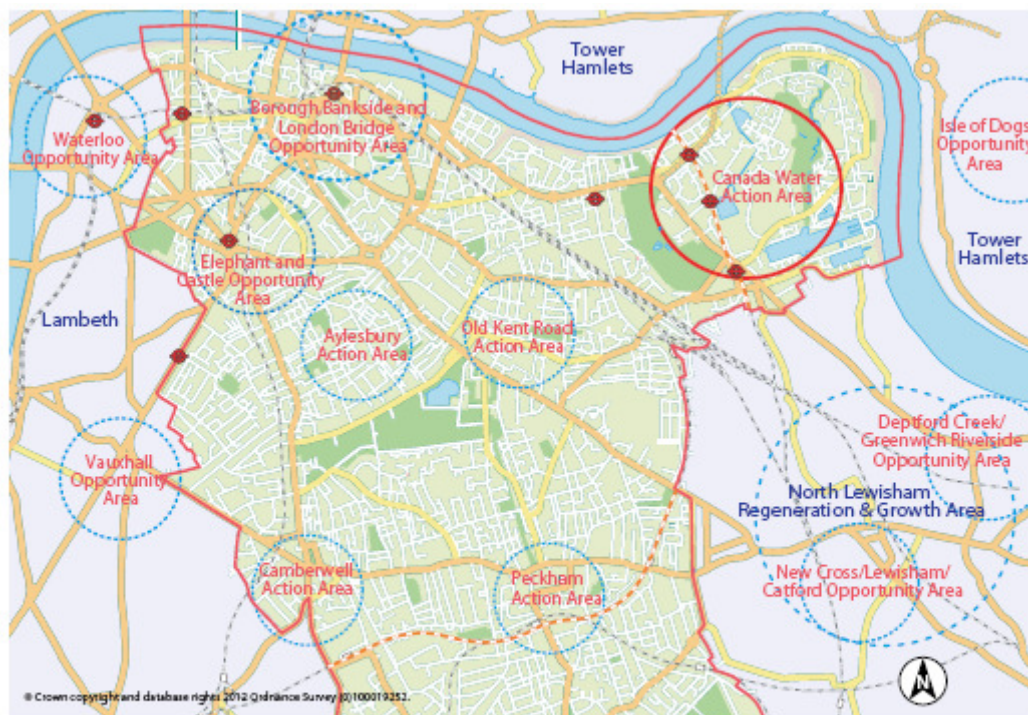 Tower
Hamlets
Waterloo
Opportunity Area
Borough,Bankside and
London Bridge
Opportunity Area
Isle of Dogs
Opportunity
Area
Canada Water
Action Area
Elephant and
Castle Opportunity
Area
Tower
Hamlets
Lambeth
Aylesbury
Action Area
Old Kent Road
Action Area
Vauxhall
Opportunity
Area
Deptford Creek/
Greenwich Riverside
Opportunity Area
North Lewisham
Regeneration & Growth Area
Camberwell
Action Area
Peckham
Action Area
New Cross/Lewisham/
Catford Opportunity Area
N
© Crown copyright and database rights 2012 Ordnance Survey (0)100019252.